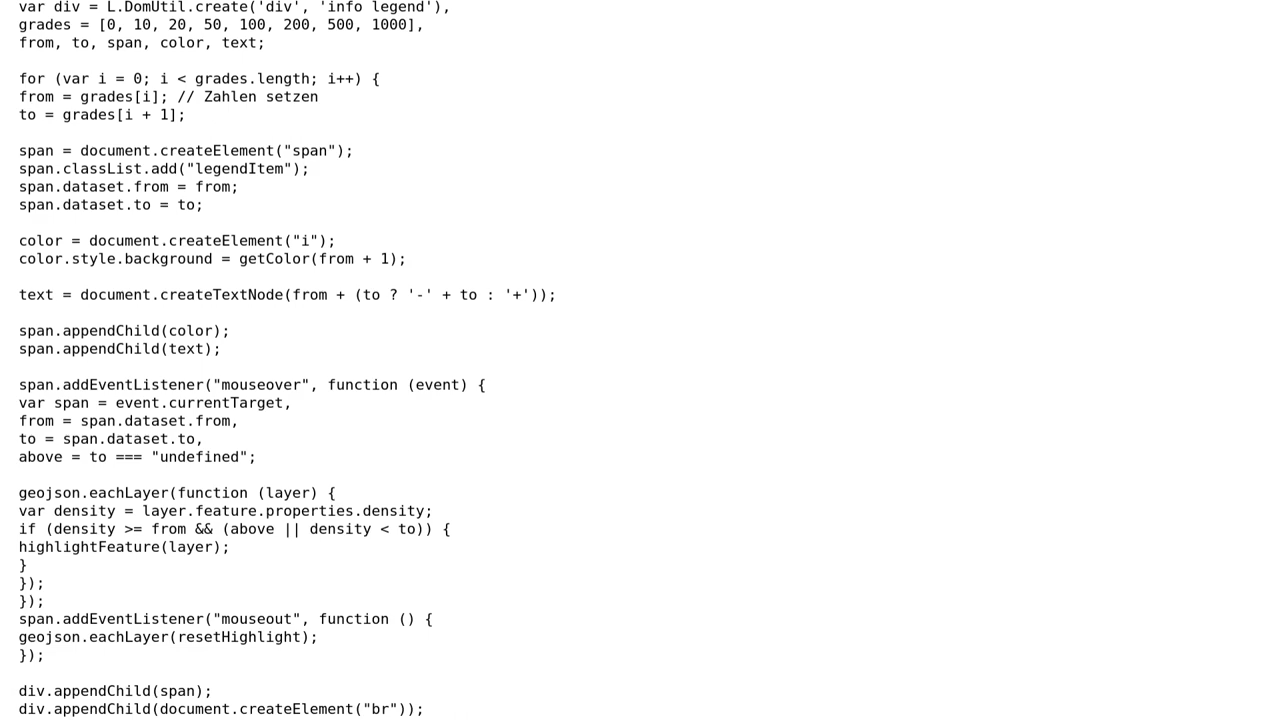 var div = L.DomUtil.create('div', 'info legend'),
grades = [0, 10, 20, 50, 100, 200, 500, 1000],
from, to, span, color, text;
for (var i = 0; i < grades.length; i++) {
from = grades[i]; // Zahlen setzen
to = grades[i + 1];
span = document.createElement("span");
span.classList.add("legendItem");
span.dataset.from = from;
span.dataset.to = to;
color = document.createElement("i");
color.style.background = getColor(from + 1);
text = document.createTextNode(from + (to ? '-' + to : '+'));
span.appendChild(color);
span.appendChild(text);
span.addEventListener("mouseover", function (event) {
var span = event.currentTarget,
from = span.dataset.from,
to = span.dataset.to,
above = to === "undefined";
geojson.eachLayer(function (layer) {
var density = layer.feature.properties.density;
if (density >= from && (above || density < to)) {
highlightFeature(layer);
}
});
});
span.addEventListener("mouseout", function () {
geojson.eachLayer(resetHighlight);
});
div.appendChild(span);
div.appendChild(document.createElement("br"));